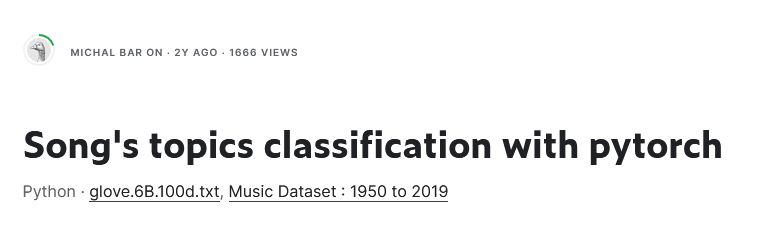 MICHAL BAR ON · 2Y AGO · 1666 VIEWS
Song's topics classification with pytorch
Python · glove.6B.100d.txt, Music Dataset : 1950 to 2019